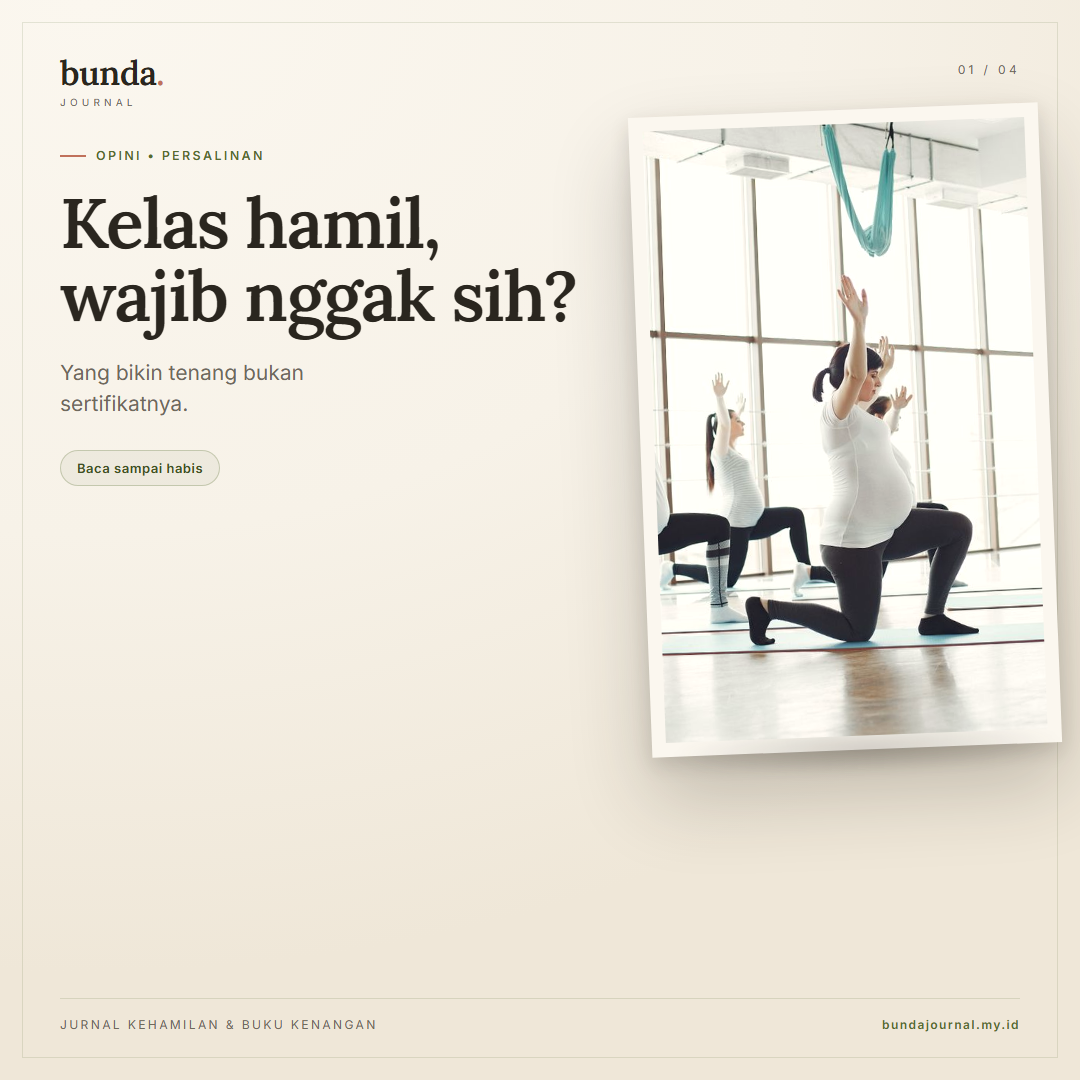 bunda.
JOURNAL
01 / 04
OPINI • PERSALINAN
Kelas hamil,
wajib nggak sih?
Yang bikin tenang bukan
sertifikatnya.
Baca sampai habis
JURNAL KEHAMILAN & BUKU KENANGAN
bundajournal.my.id